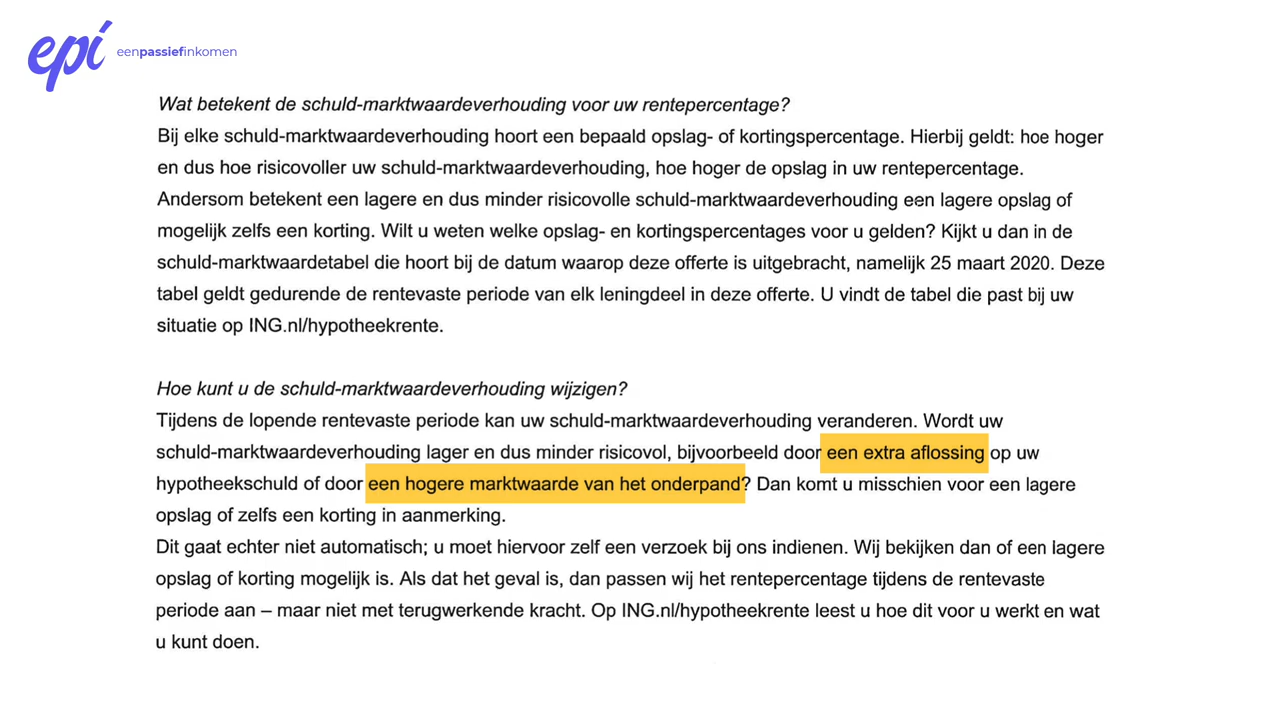 epi eenpassiefinkomen
Wat betekent de schuld-marktwaardeverhouding voor uw rentepercentage?
Bij elke schuld-marktwaardeverhouding hoort een bepaald opslag- of kortingspercentage. Hierbij geldt: hoe hoger
en dus hoe risicovoller uw schuld-marktwaardeverhouding, hoe hoger de opslag in uw rentepercentage.
Andersom betekent een lagere en dus minder risicovolle schuld-marktwaardeverhouding een lagere opslag of
mogelijk zelfs een korting. Wilt u weten welke opslag- en kortingspercentages voor u gelden? Kijkt u dan in de
schuld-marktwaardetabel die hoort bij de datum waarop deze offerte is uitgebracht, namelijk 25 maart 2020. Deze
tabel geldt gedurende de rentevaste periode van elk leningdeel in deze offerte. U vindt de tabel die past bij uw
situatie op ING.nl/hypotheekrente.
Hoe kunt u de schuld-marktwaardeverhouding wijzigen?
Tijdens de lopende rentevaste periode kan uw schuld-marktwaardeverhouding veranderen. Wordt uw
schuld-marktwaardeverhouding lager en dus minder risicovol, bijvoorbeeld door een extra aflossing op uw
hypotheekschuld of door een hogere marktwaarde van het onderpand? Dan komt u misschien voor een lagere
opslag of zelfs een korting in aanmerking.
Dit gaat echter niet automatisch; u moet hiervoor zelf een verzoek bij ons indienen. Wij bekijken dan of een lagere
opslag of korting mogelijk is. Als dat het geval is, dan passen wij het rentepercentage tijdens de rentevaste
periode aan – maar niet met terugwerkende kracht. Op ING.nl/hypotheekrente leest u hoe dit voor u werkt en wat
u kunt doen.